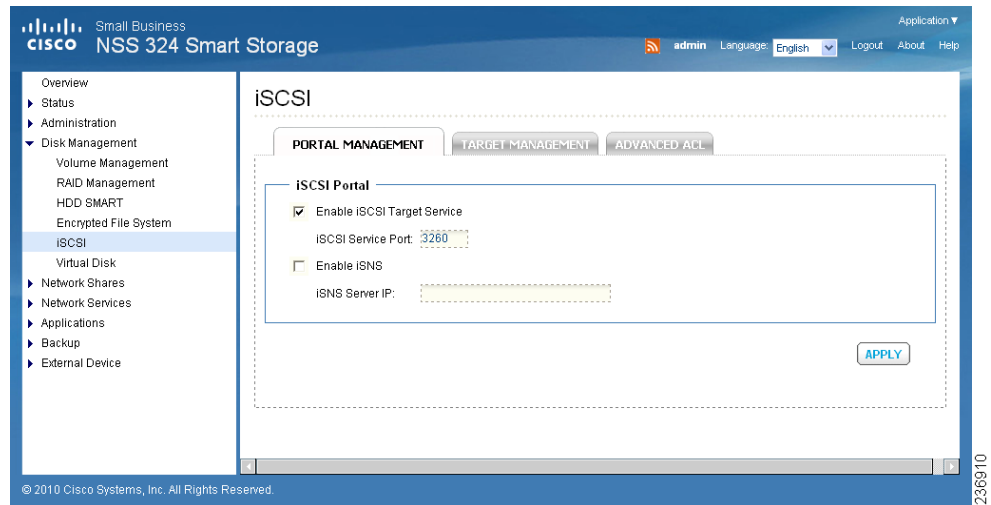 Small Business
Application ▼
CISCO NSS 324 Smart Storage
admin Language: English Logout About Help
Overview
Status
Administration
Disk Management
Volume Management
RAID Management
HDD SMART
Encrypted File System
iSCSI
Virtual Disk
Network Shares
Network Services
Applications
Backup
External Device
iSCSI
PORTAL MANAGEMENT TARGET MANAGEMENT ADVANCED ACL
iSCSI Portal
Enable iSCSI Target Service
iSCSI Service Port: 3260
Enable iSNS
iSNS Server IP:
APPLY
© 2010 Cisco Systems, Inc. All Rights Reserved.
236910